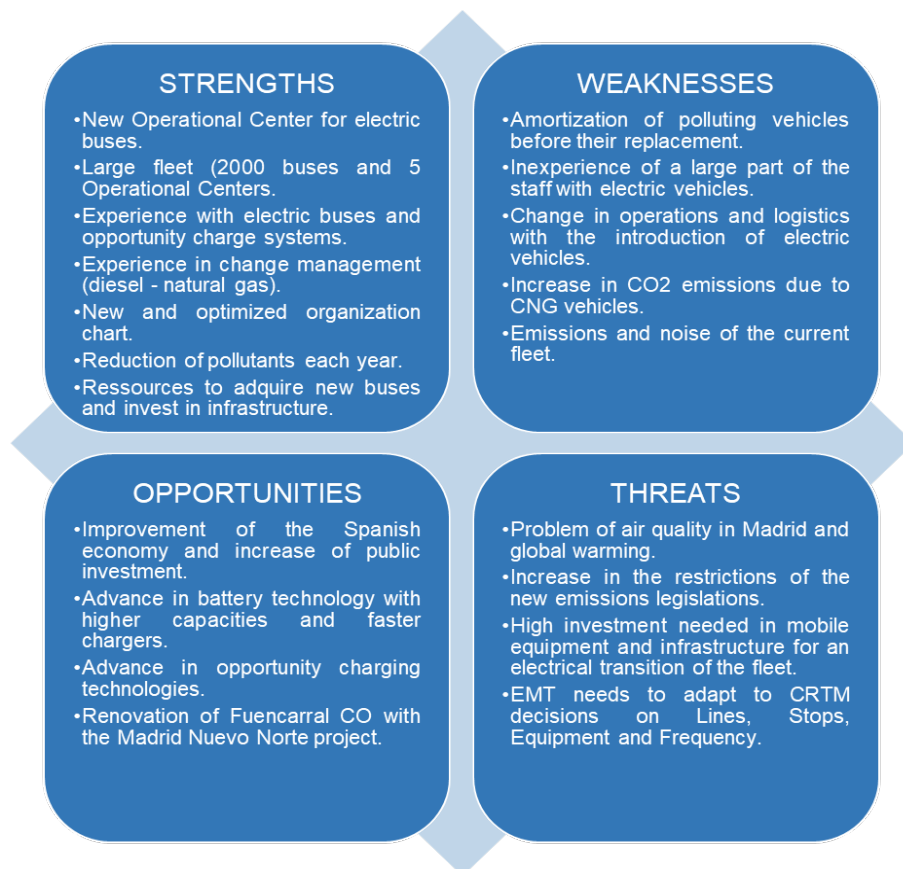 STRENGTHS
•New Operational Center for electric
buses.
•Large fleet (2000 buses and 5
Operational Centers.
•Experience with electric buses and
opportunity charge systems.
•Experience in change management
(diesel - natural gas).
•New and optimized organization
chart.
•Reduction of pollutants each year.
•Ressources to adquire new buses
and invest in infrastructure.
WEAKNESSES
•Amortization of polluting vehicles
before their replacement.
•Inexperience of a large part of the
staff with electric vehicles.
•Change in operations and logistics
with the introduction of electric
vehicles.
•Increase in CO2 emissions due to
CNG vehicles.
•Emissions and noise of the current
fleet.
OPPORTUNITIES
•Improvement of the Spanish
economy and increase of public
investment.
•Advance in battery technology with
higher capacities and faster
chargers.
•Advance in opportunity charging
technologies.
•Renovation of Fuencarral CO with
the Madrid Nuevo Norte project.
THREATS
•Problem of air quality in Madrid and
global warming.
•Increase in the restrictions of the
new emissions legislations.
•High investment needed in mobile
equipment and infrastructure for an
electrical transition of the fleet.
•EMT needs to adapt to CRTM
decisions on Lines, Stops,
Equipment and Frequency.